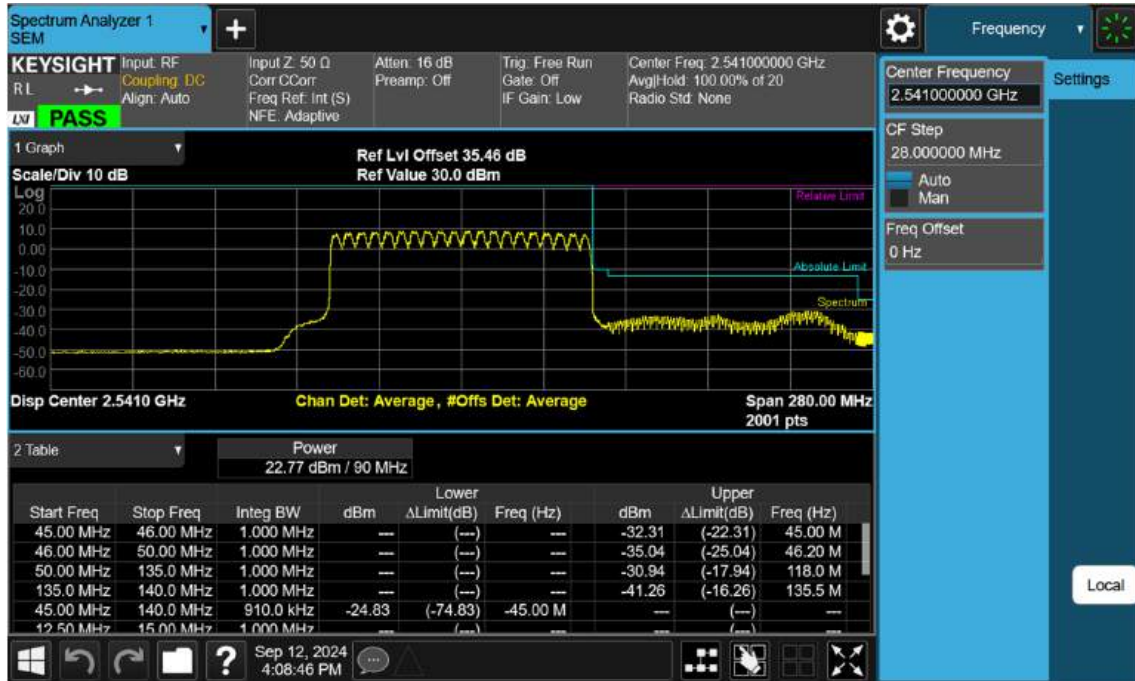 Spectrum Analyzer 1
SEM
+
Frequency
KEYSIGHT
RL
LXI
PASS
Input: RF
Coupling: DC
Align: Auto
Input Z: 50 Ω
Corr CCorr
Freq Ref: Int (S)
NFE: Adaptive
Atten: 16 dB
Preamp: Off
Trig: Free Run
Gate: Off
IF Gain: Low
Center Freq: 2.541000000 GHz
Avg|Hold: 100.00% of 20
Radio Std: None
Center Frequency
2.541000000 GHz
Settings
CF Step
28.000000 MHz
Auto
Man
Freq Offset
0 Hz
Local
1 Graph
Scale/Div 10 dB
Ref Lvl Offset 35.46 dB
Ref Value 30.0 dBm
Log
20.0
10.0
0.00
-10.0
-20.0
-30.0
-40.0
-50.0
-60.0
Relative Limit
Absolute Limit
Spectrum
Disp Center 2.5410 GHz
Chan Det: Average, #Offs Det: Average
Span 280.00 MHz
2001 pts
2 Table
Power
22.77 dBm / 90 MHz
Lower Upper
Start Freq Stop Freq Integ BW dBm ΔLimit(dB) Freq (Hz) dBm ΔLimit(dB) Freq (Hz)
45.00 MHz 46.00 MHz 1.000 MHz --- (---) --- -32.31 (-22.31) 45.00 M
46.00 MHz 50.00 MHz 1.000 MHz --- (---) --- -35.04 (-25.04) 46.20 M
50.00 MHz 135.0 MHz 1.000 MHz --- (---) --- -30.94 (-17.94) 118.0 M
135.0 MHz 140.0 MHz 1.000 MHz --- (---) --- -41.26 (-16.26) 135.5 M
45.00 MHz 140.0 MHz 910.0 kHz -24.83 (-74.83) -45.00 M --- (---) ---
12.50 MHz 15.00 MHz 1.000 MHz --- (---) --- --- (---) ---
?
Sep 12, 2024
4:08:46 PM